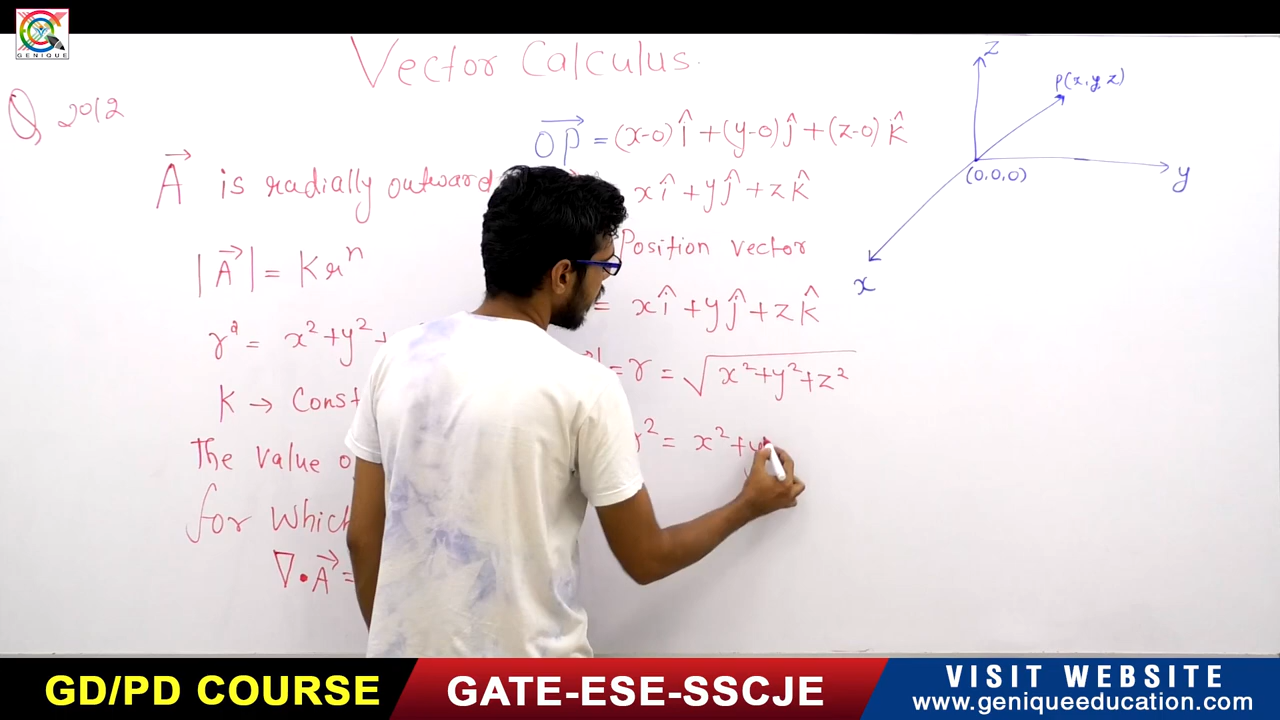 GENIQUE
Vector Calculus.
Q 2012
A is radially outward
|A| = K r^n
r² = x² + y² +
K → Const
The value o
for Which
∇·A =
OP = (x-0)î + (y-0)ĵ + (z-0)k̂
xî + yĵ + zk̂
Position vector
= xî + yĵ + zk̂
= r = √x²+y²+z²
r² = x² + y
z
P(x, y, z)
(0,0,0)
y
x
GD/PD COURSE
GATE-ESE-SSCJE
VISIT WEBSITE
www.geniqueeducation.com